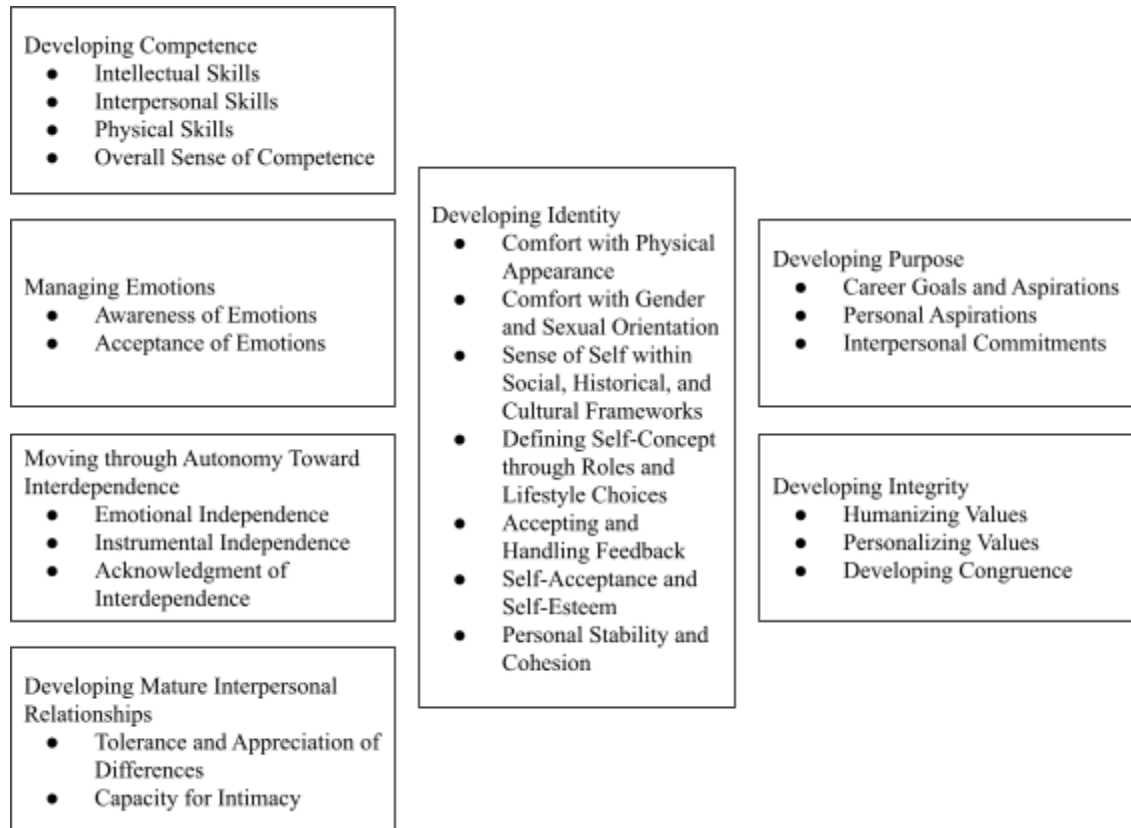 Developing Competence
● Intellectual Skills
● Interpersonal Skills
● Physical Skills
● Overall Sense of Competence
Managing Emotions
● Awareness of Emotions
● Acceptance of Emotions
Moving through Autonomy Toward
Interdependence
● Emotional Independence
● Instrumental Independence
● Acknowledgment of
Interdependence
Developing Mature Interpersonal
Relationships
● Tolerance and Appreciation of
Differences
● Capacity for Intimacy
Developing Identity
● Comfort with Physical
Appearance
● Comfort with Gender
and Sexual Orientation
● Sense of Self within
Social, Historical, and
Cultural Frameworks
● Defining Self-Concept
through Roles and
Lifestyle Choices
● Accepting and
Handling Feedback
● Self-Acceptance and
Self-Esteem
● Personal Stability and
Cohesion
Developing Purpose
● Career Goals and Aspirations
● Personal Aspirations
● Interpersonal Commitments
Developing Integrity
● Humanizing Values
● Personalizing Values
● Developing Congruence